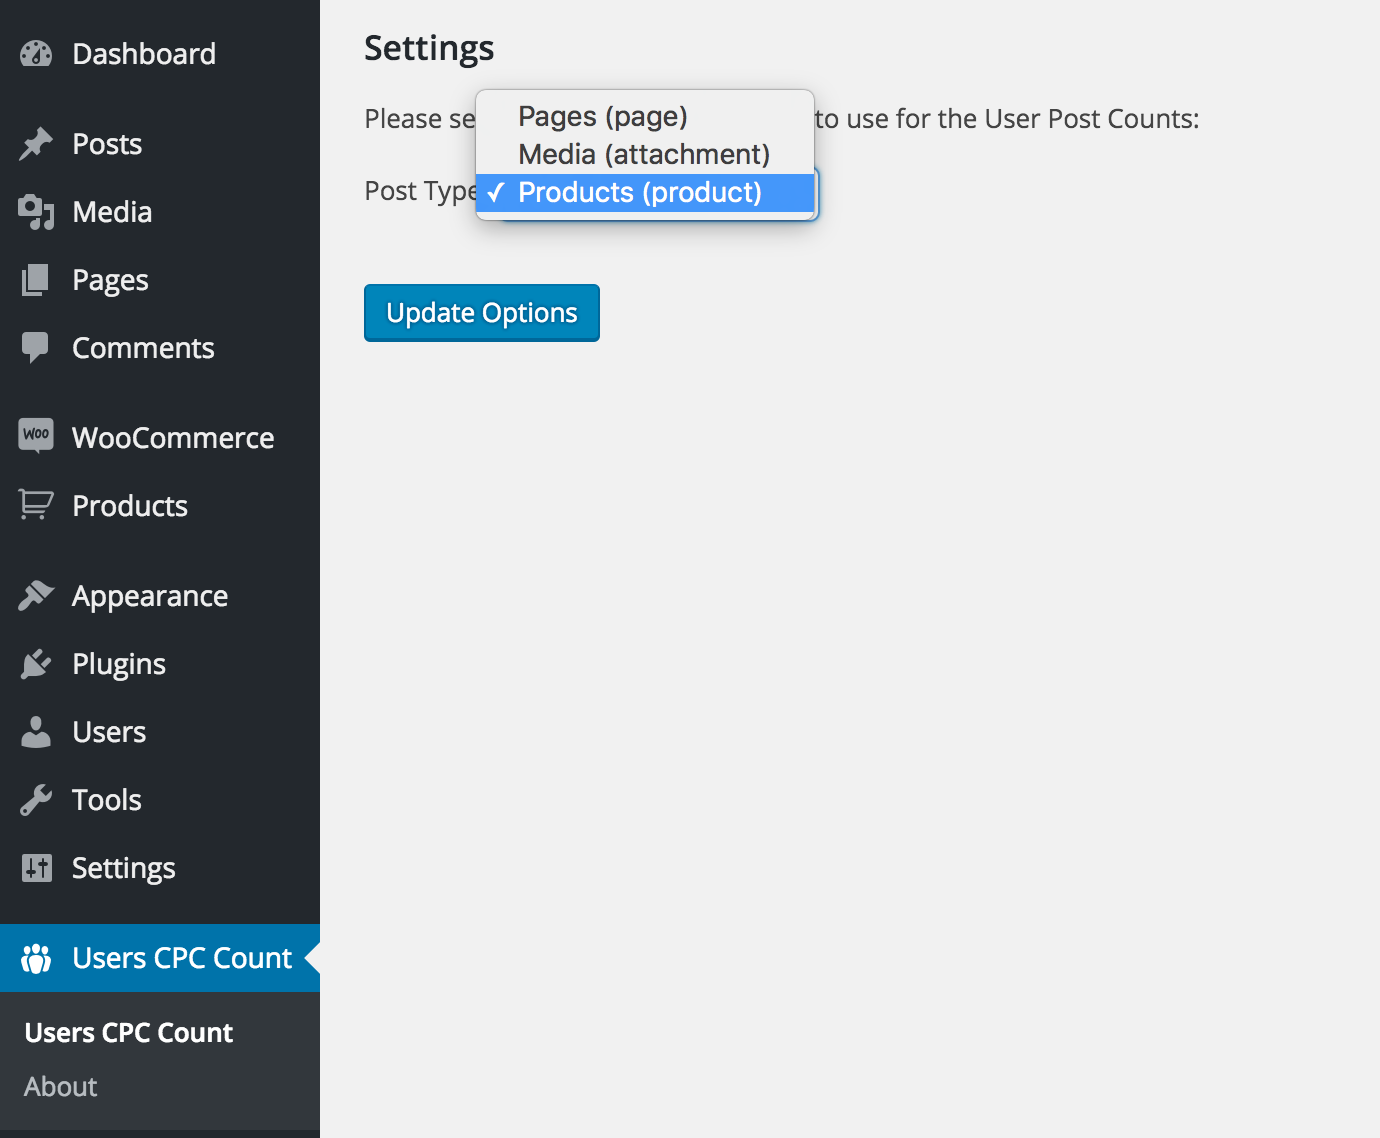 Dashboard
Posts
Media
Pages
Comments
Woo WooCommerce
Products
Appearance
Plugins
Users
Tools
Settings
Users CPC Count
Users CPC Count
About
Settings
Please se to use for the User Post Counts:
Pages (page)
Media (attachment)
Post Type ✓ Products (product)
Update Options